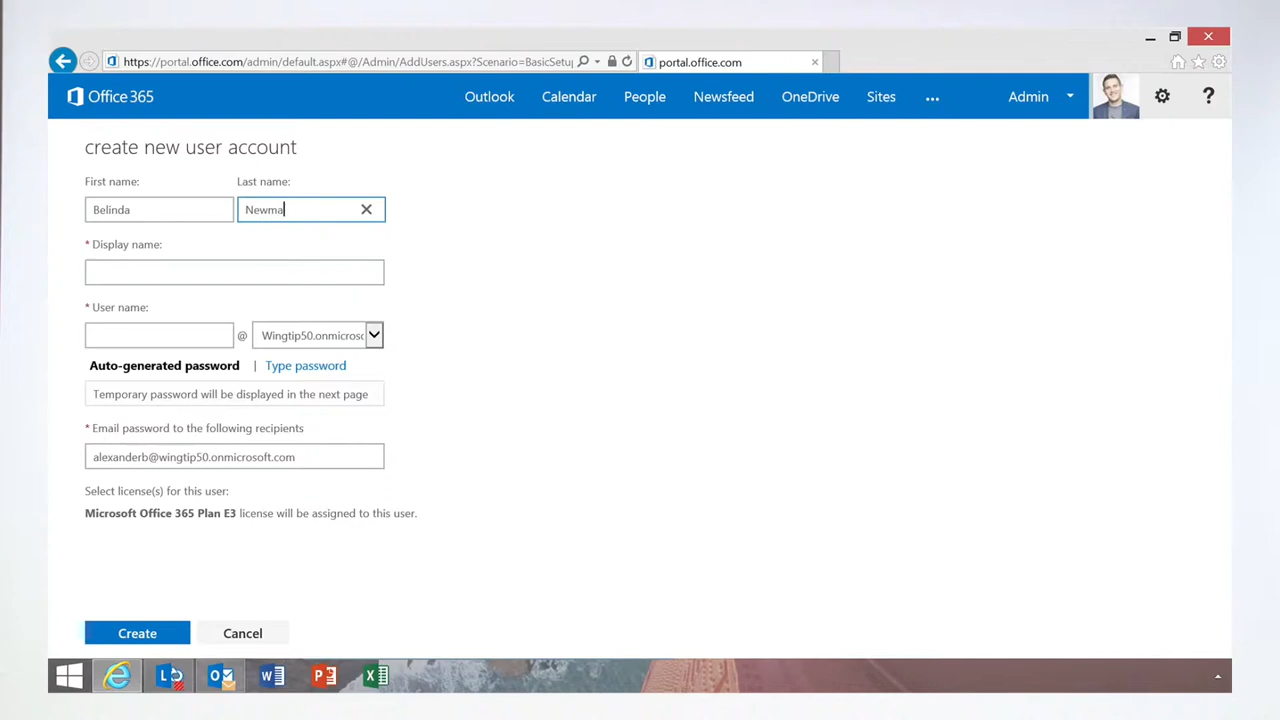 https://portal.office.com/admin/default.aspx#@/Admin/AddUsers.aspx?Scenario=BasicSetu
portal.office.com
Office 365
Outlook Calendar People Newsfeed OneDrive Sites ... Admin ?
create new user account
First name: Last name:
Belinda Newma
* Display name:
* User name:
@ Wingtip50.onmicroso
Auto-generated password | Type password
Temporary password will be displayed in the next page
* Email password to the following recipients
alexanderb@wingtip50.onmicrosoft.com
Select license(s) for this user:
Microsoft Office 365 Plan E3 license will be assigned to this user.
Create Cancel